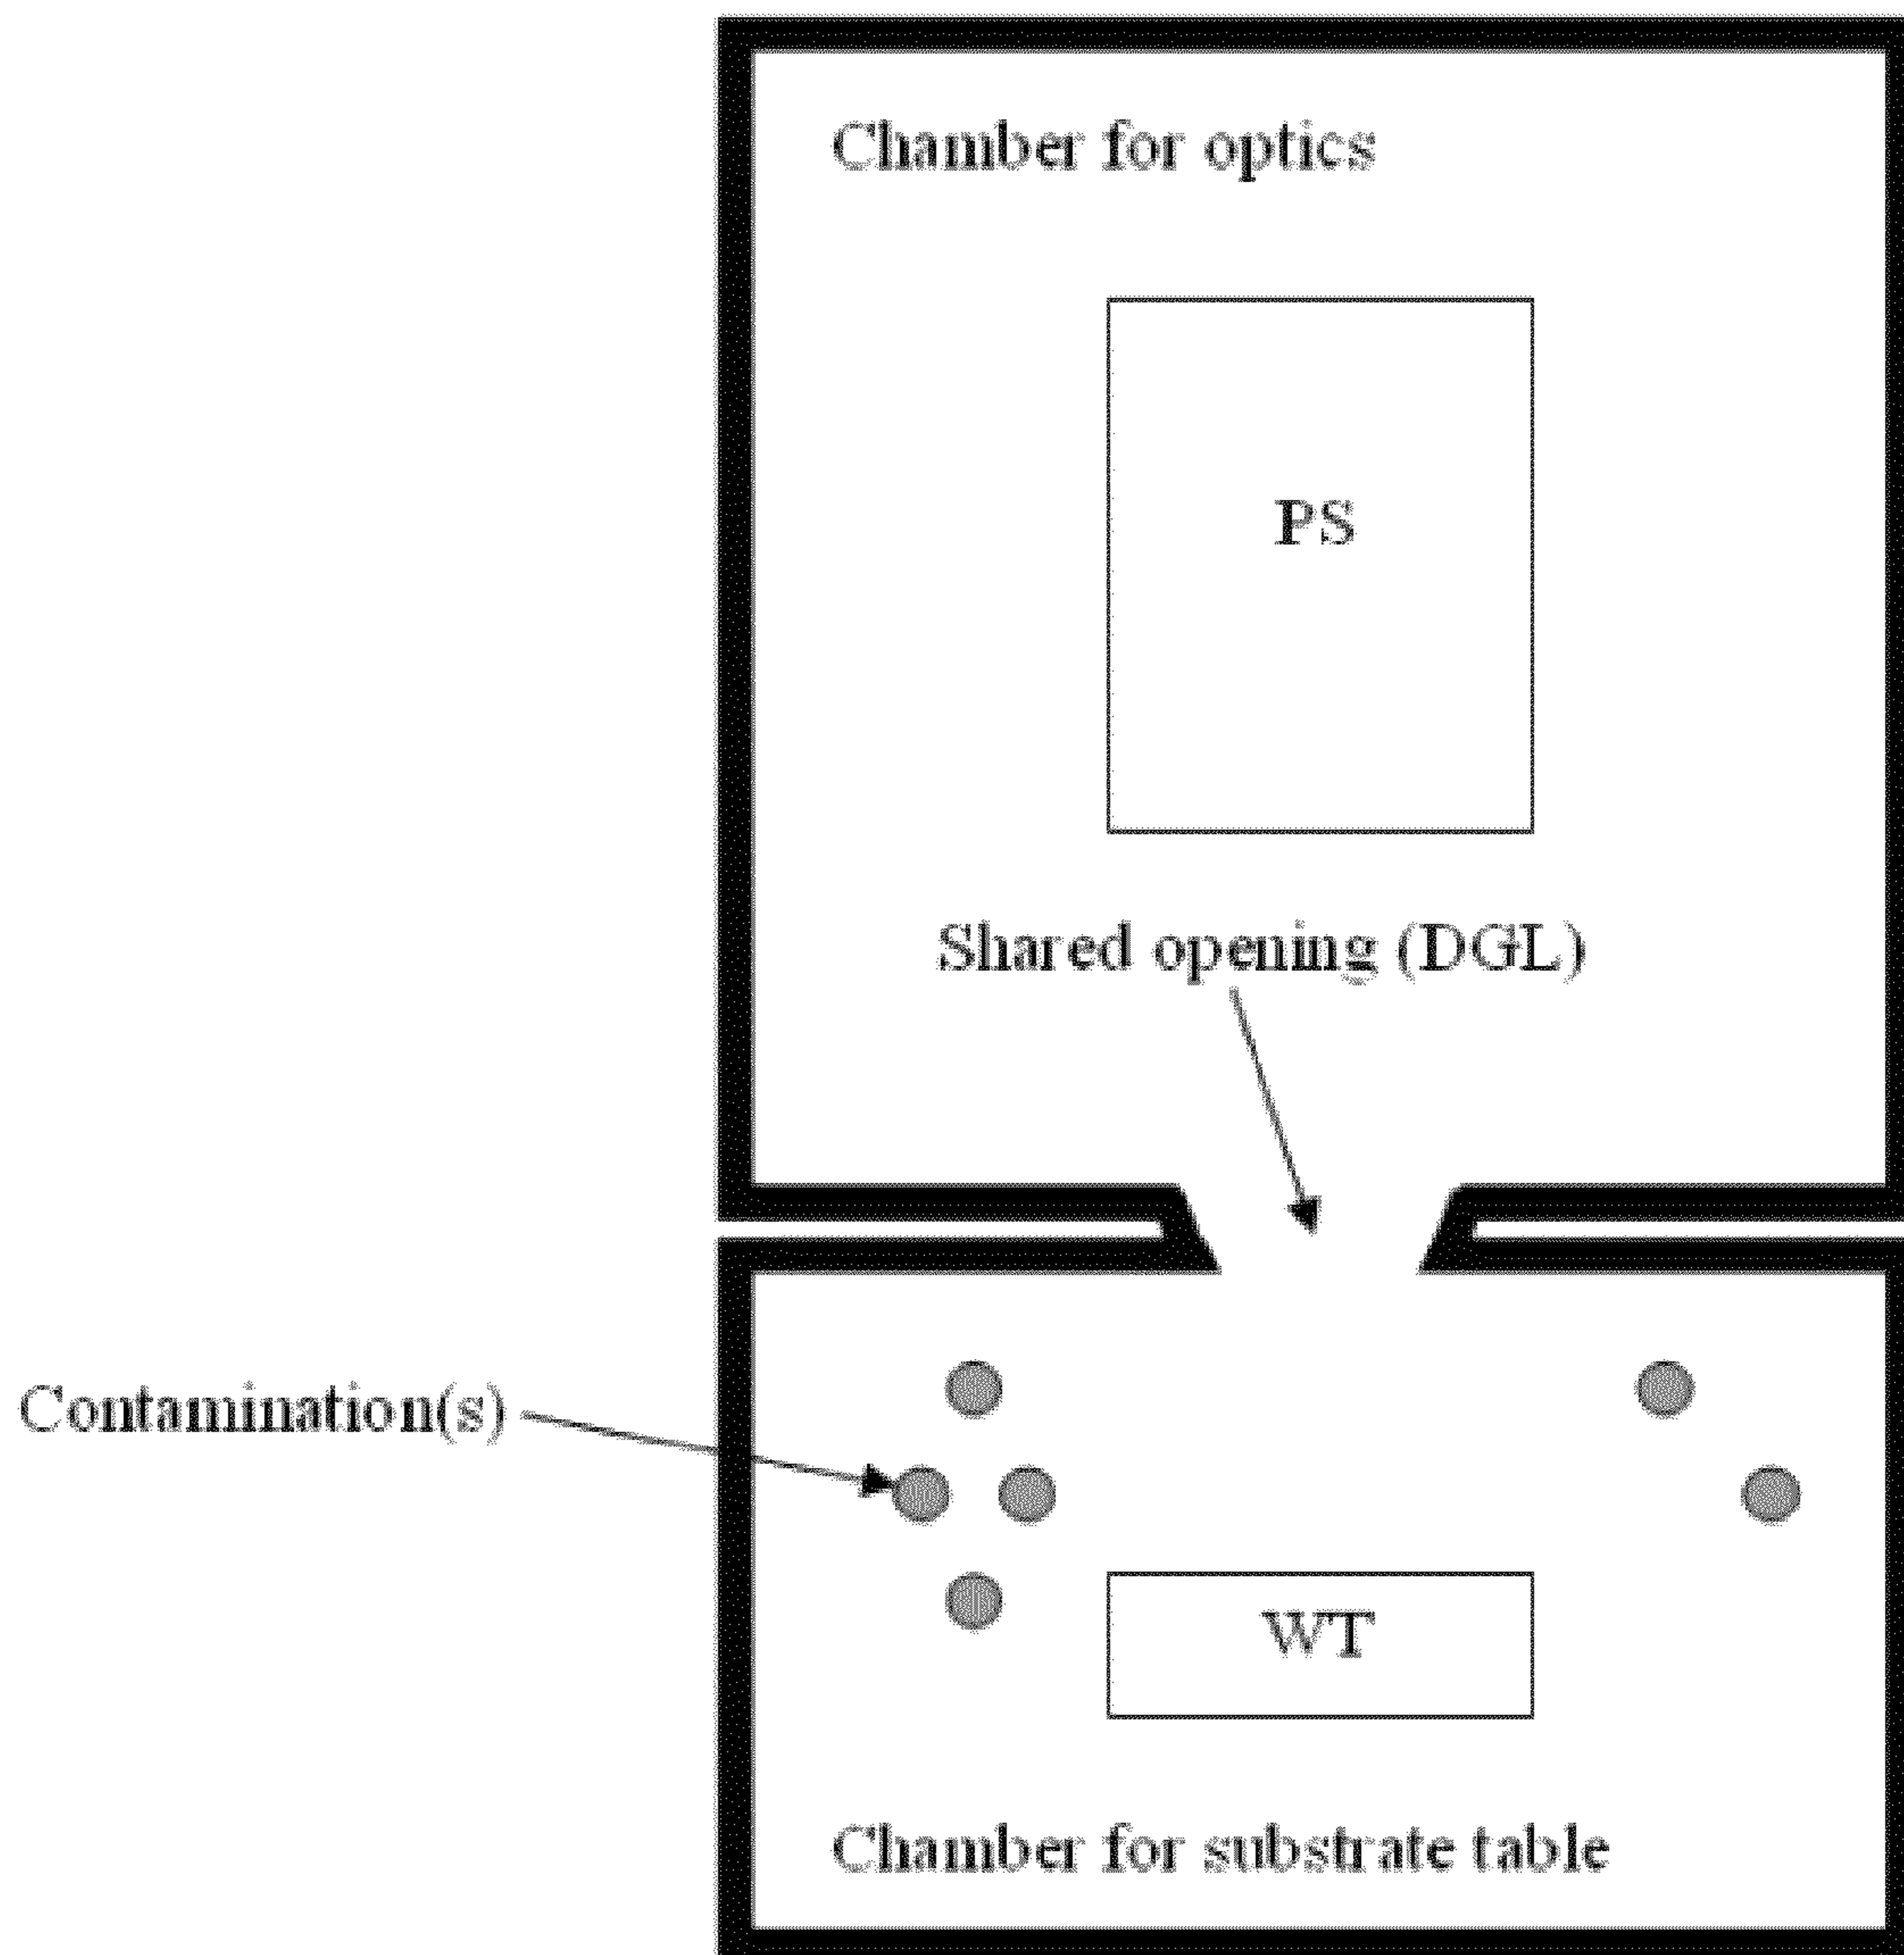 Chamber for optics
PS
Shared opening (DGL)
Contamination(s)
WT
Chamber for substrate table